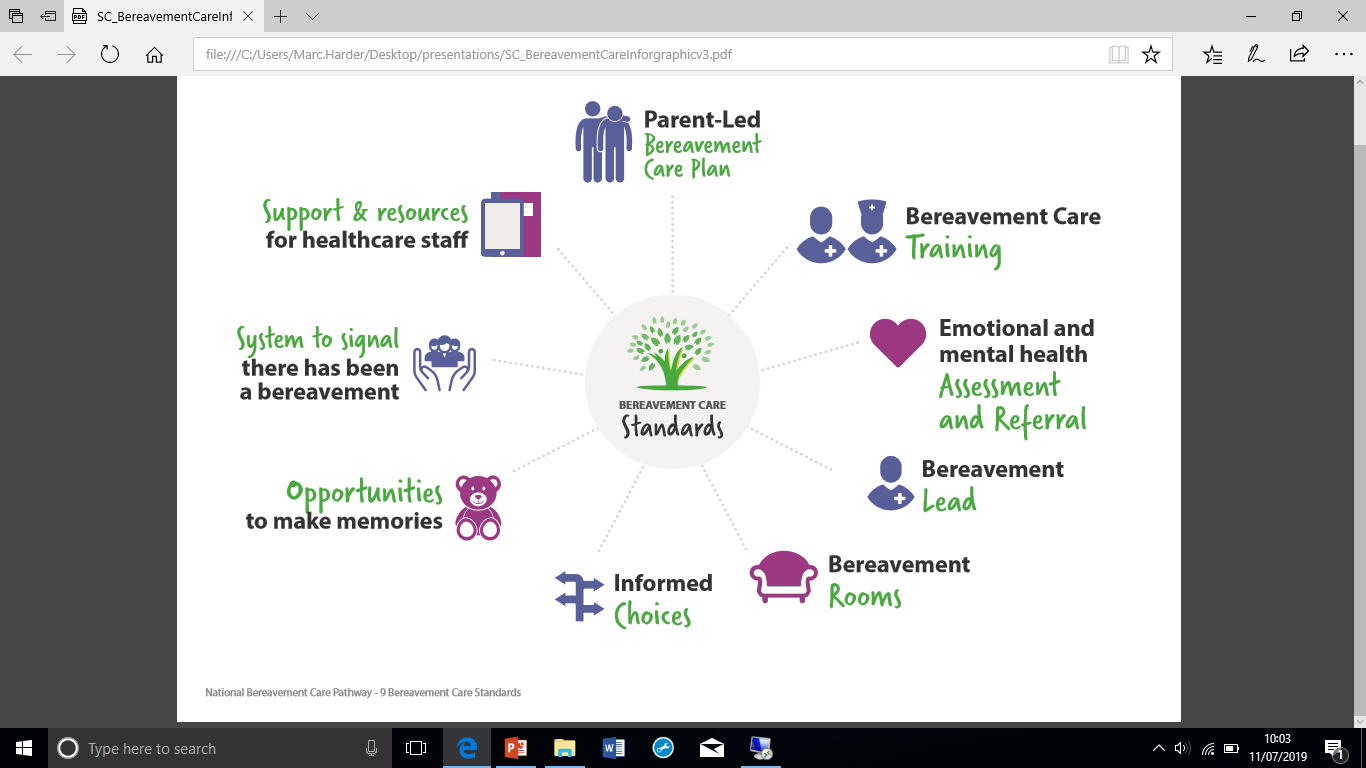 SC_BereavementCareInf
file:///C:/Users/Marc.Harder/Desktop/presentations/SC_BereavementCareInforgraphicv3.pdf
Parent-Led
Bereavement
Care Plan
Bereavement Care
Training
Emotional and
mental health
Assessment
and Referral
Bereavement
Lead
Bereavement
Rooms
Informed
Choices
Opportunities
to make memories
System to signal
there has been
a bereavement
Support & resources
for healthcare staff
BEREAVEMENT CARE
Standards
National Bereavement Care Pathway - 9 Bereavement Care Standards
Type here to search
10:03
11/07/2019
1